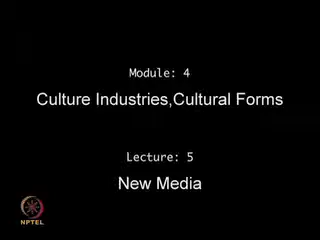 Module: 4
Culture Industries,Cultural Forms
Lecture: 5
New Media
NPTEL